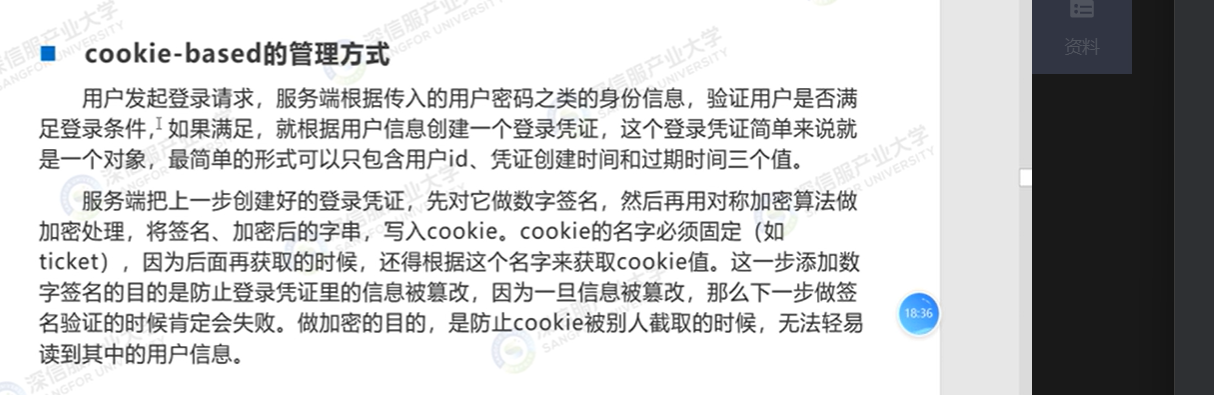 cookie-based的管理方式
资料
用户发起登录请求，服务端根据传入的用户密码之类的身份信息，验证用户是否满
足登录条件，如果满足，就根据用户信息创建一个登录凭证，这个登录凭证简单来说就
是一个对象，最简单的形式可以只包含用户id、凭证创建时间和过期时间三个值。
服务端把上一步创建好的登录凭证，先对它做数字签名，然后再用对称加密算法做
加密处理，将签名、加密后的字串，写入cookie。cookie的名字必须固定（如
ticket），因为后面再获取的时候，还得根据这个名字来获取cookie值。这一步添加数
字签名的目的是防止登录凭证里的信息被篡改，因为一旦信息被篡改，那么下一步做签
名验证的时候肯定会失败。做加密的目的，是防止cookie被别人截取的时候，无法轻易
读到其中的用户信息。
18:36
深信服产业大学
SANGFOR UNIVERSITY